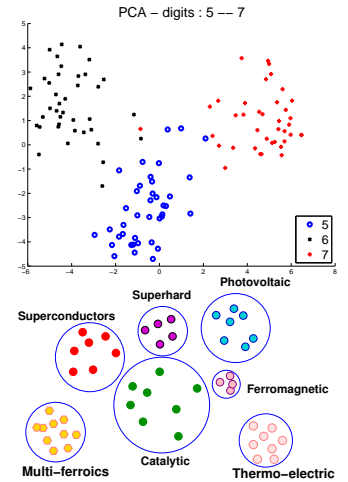 PCA − digits : 5 −− 7
5
4
3
2
1
0
−1
−2
−3
−4
−5
−6 −4 −2 0 2 4 6 8
5
6
7
Photovoltaic
Superhard
Superconductors
Ferromagnetic
Multi−ferroics
Catalytic
Thermo−electric